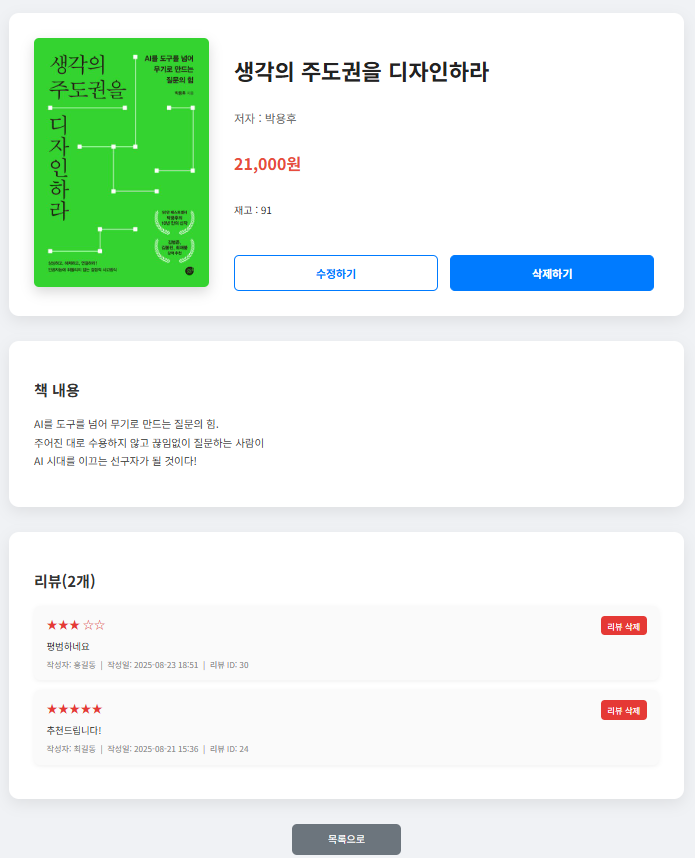 생각의
주도권을
디
자
인
하
라
AI를 도구를 넘어
무기로 만드는
질문의 힘
생각의 주도권을 디자인하라
저자 : 박용후
21,000원
재고 : 91
수정하기
삭제하기
책 내용
AI를 도구를 넘어 무기로 만드는 질문의 힘.
주어진 대로 수용하지 않고 끊임없이 질문하는 사람이
AI 시대를 이끄는 선구자가 될 것이다!
리뷰(2개)
★★★ ☆☆
리뷰 삭제
평범하네요
작성자: 홍길동 | 작성일: 2025-08-23 18:51 | 리뷰 ID: 30
★★★★★
리뷰 삭제
추천드립니다!
작성자: 최길동 | 작성일: 2025-08-21 15:36 | 리뷰 ID: 24
목록으로